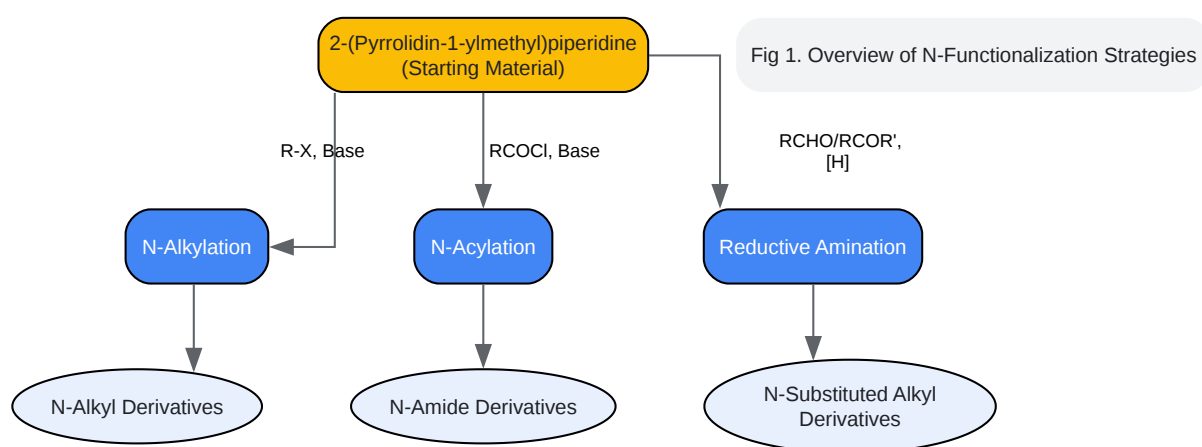 2-(Pyrrolidin-1-ylmethyl)piperidine
(Starting Material)
Fig 1. Overview of N-Functionalization Strategies
R-X, Base
RCOCl, Base
RCHO/RCOR',
[H]
N-Alkylation
N-Acylation
Reductive Amination
N-Alkyl Derivatives
N-Amide Derivatives
N-Substituted Alkyl
Derivatives